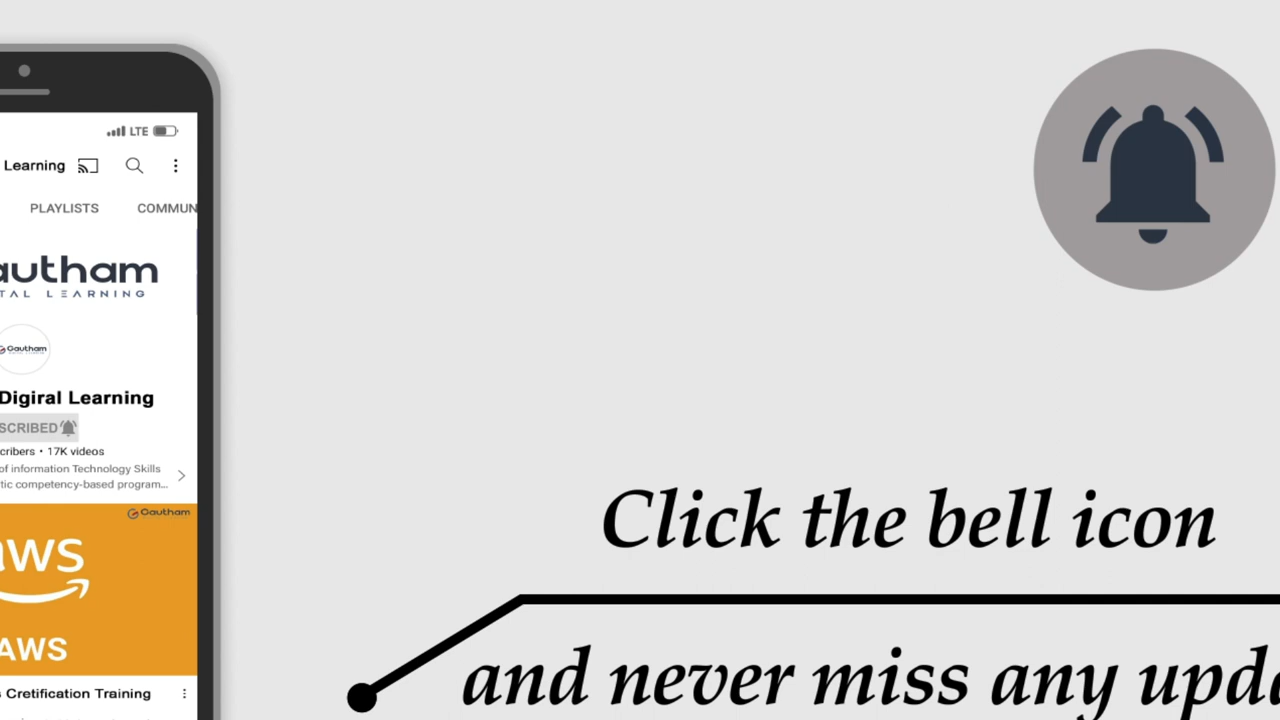 LTE
Learning
PLAYLISTS COMMUN
autham
TAL LEARNING
Gautham
Digiral Learning
SCRIBED
cribers • 17K videos
of information Technology Skills
tic competency-based program...
Gautham
aws
AWS
s Cretification Training
Click the bell icon
and never miss any upda